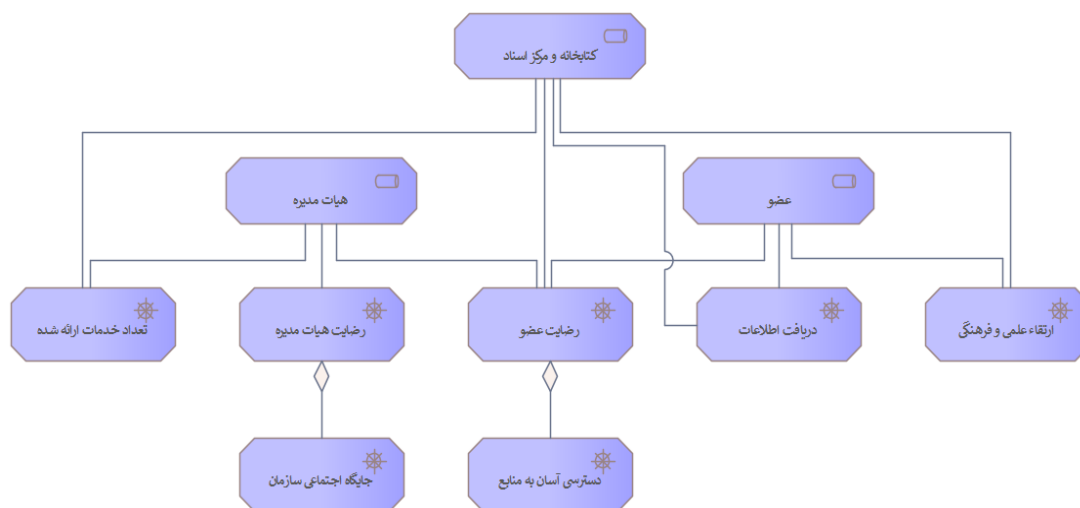 کتابخانه و مرکز اسناد
عضو
هیات مدیره
ارتقاء علمی و فرهنگی
دریافت اطلاعات
رضایت عضو
رضایت هیات مدیره
تعداد خدمات ارائه شده
دسترسی آسان به منابع
جایگاه اجتماعی سازمان